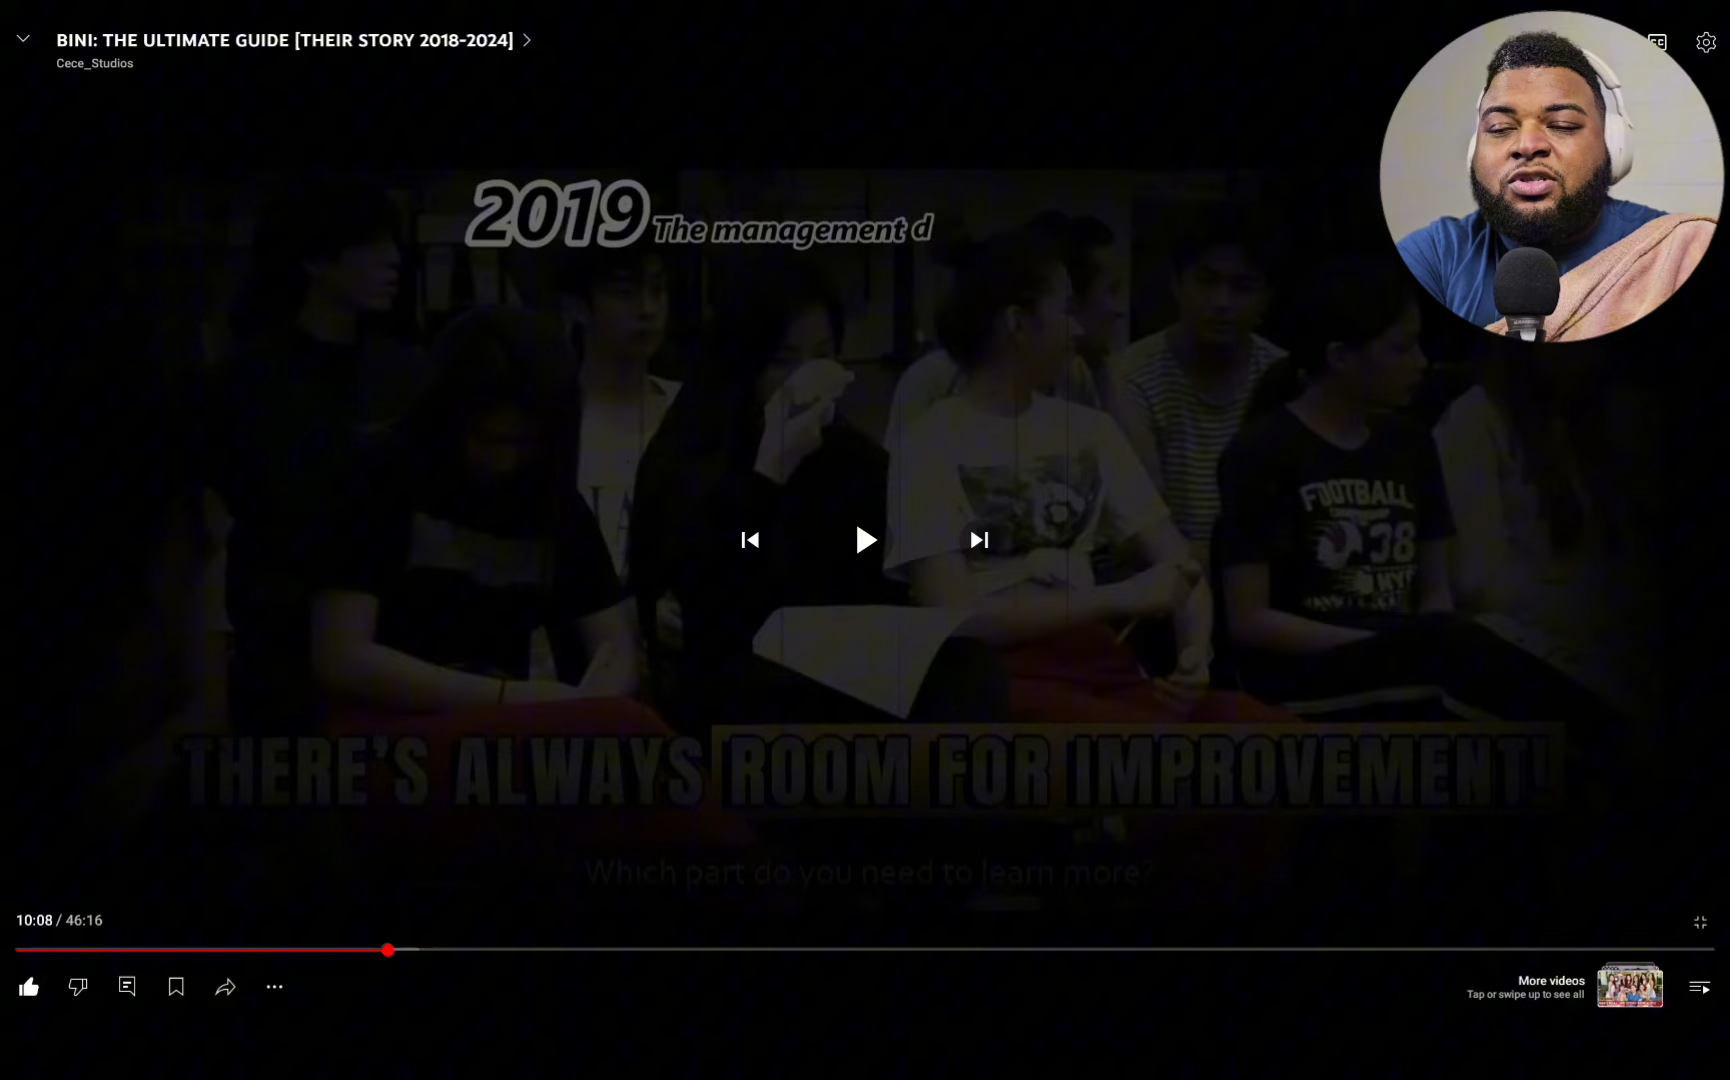 BINI: THE ULTIMATE GUIDE [THEIR STORY 2018-2024]
Cece_Studios
CC
2019 The management d
FOOTBALL
38
THERE'S ALWAYS ROOM FOR IMPROVEMENT!
Which part do you need to learn more?
10:08 / 46:16
More videos
Tap or swipe up to see all